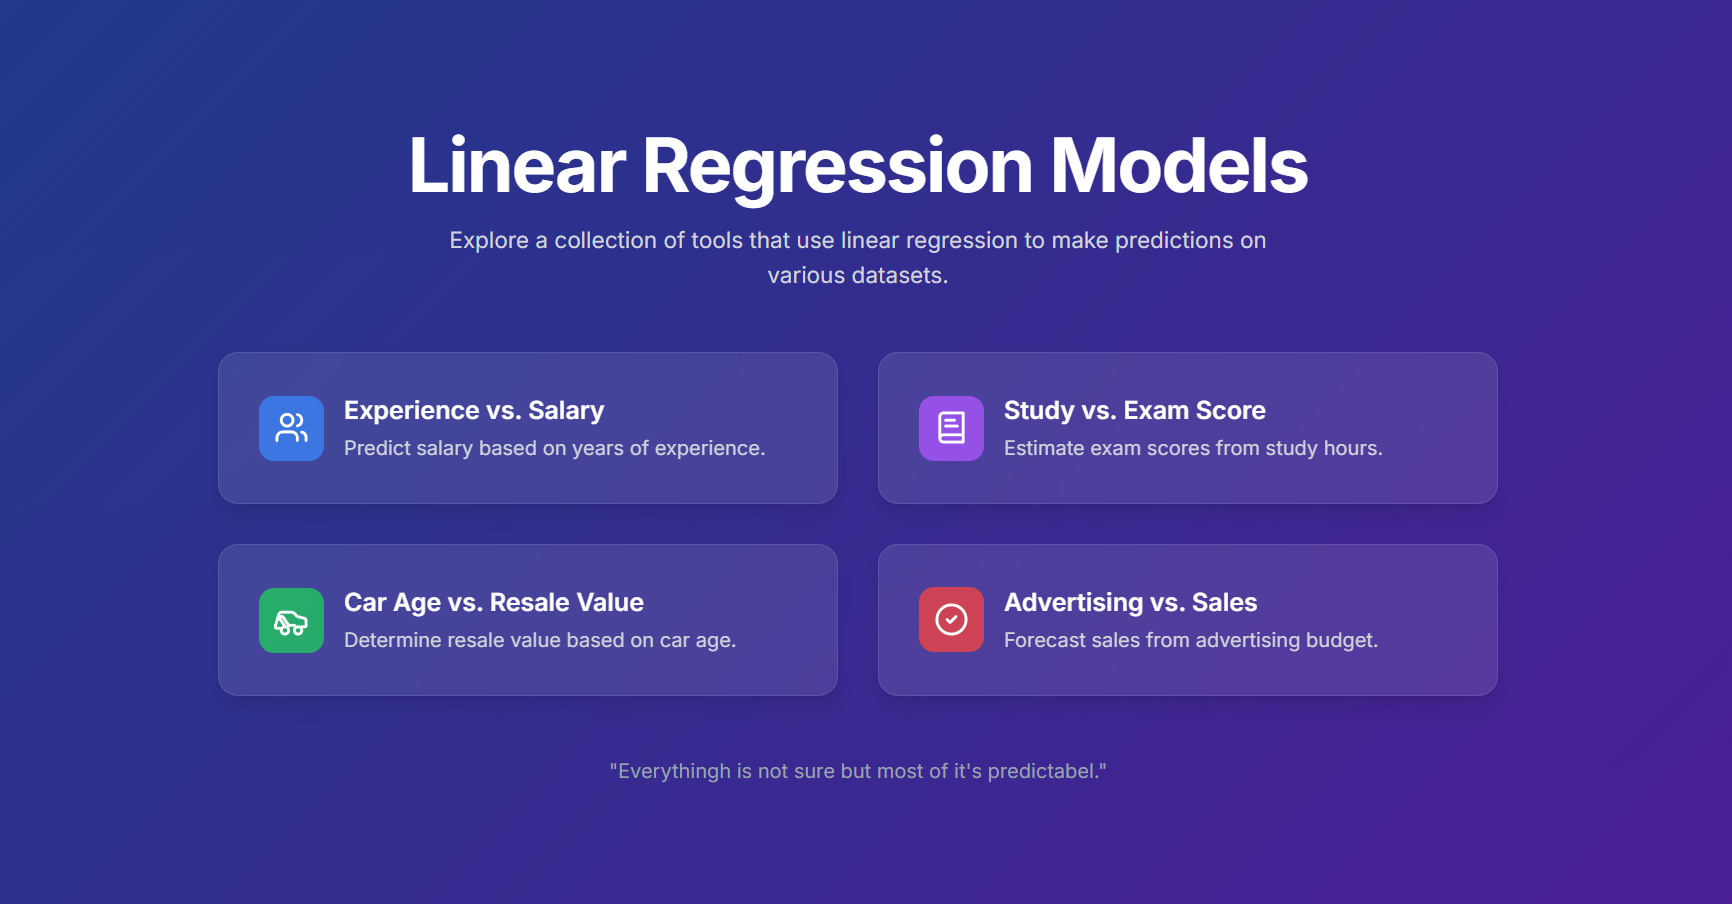 Linear Regression Models
Explore a collection of tools that use linear regression to make predictions on
various datasets.
Experience vs. Salary
Predict salary based on years of experience.
Study vs. Exam Score
Estimate exam scores from study hours.
Car Age vs. Resale Value
Determine resale value based on car age.
Advertising vs. Sales
Forecast sales from advertising budget.
"Everythingh is not sure but most of it's predictabel."